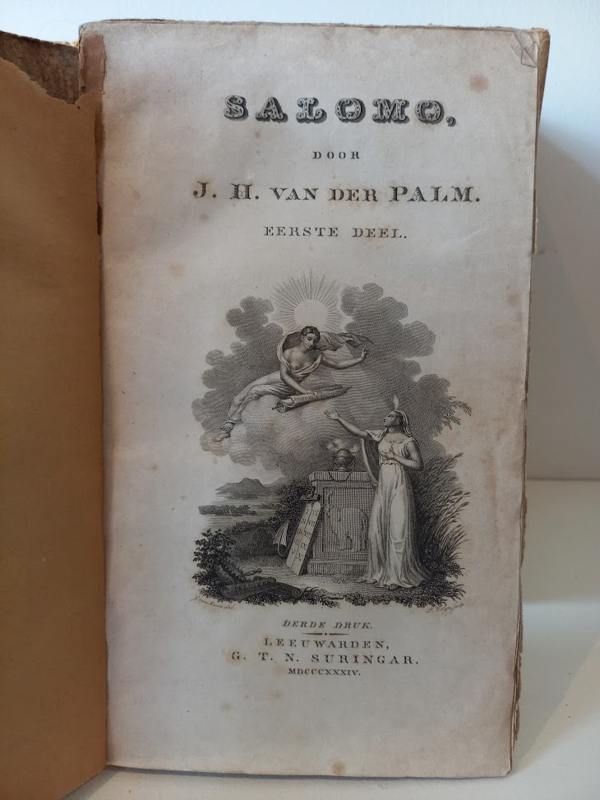 SALOMO,
DOOR
J. H. VAN DER PALM.
EERSTE DEEL.
DERDE DRUK.
LEEUWARDEN,
G. T. N. SURINGAR.
MDCCCXXXIV.